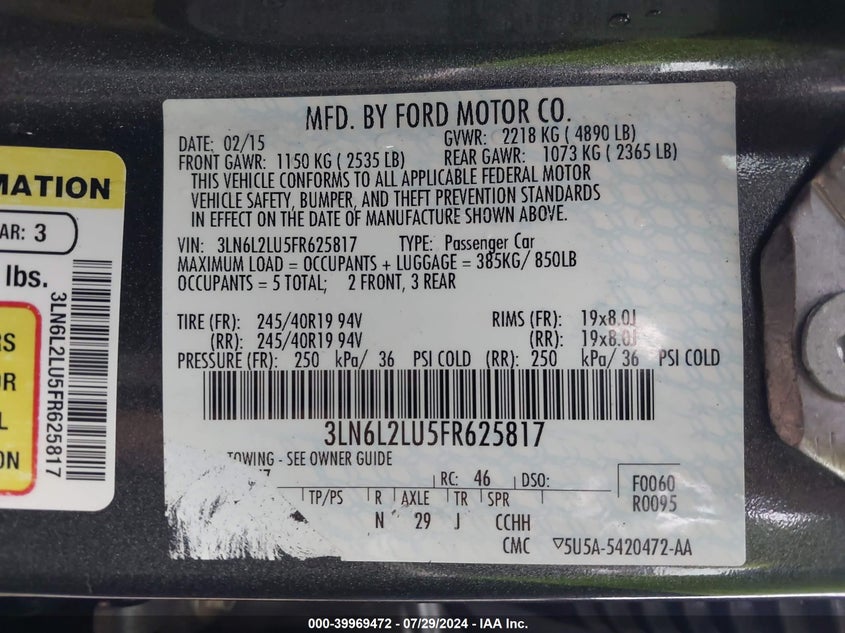 MFD. BY FORD MOTOR CO.
DATE: 02/15 GVWR: 2218 KG ( 4890 LB)
FRONT GAWR: 1150 KG ( 2535 LB) REAR GAWR: 1073 KG ( 2365 LB)
THIS VEHICLE CONFORMS TO ALL APPLICABLE FEDERAL MOTOR
VEHICLE SAFETY, BUMPER, AND THEFT PREVENTION STANDARDS
IN EFFECT ON THE DATE OF MANUFACTURE SHOWN ABOVE.
VIN: 3LN6L2LU5FR625817 TYPE: Passenger Car
MAXIMUM LOAD = OCCUPANTS + LUGGAGE = 385KG/ 850LB
OCCUPANTS = 5 TOTAL; 2 FRONT, 3 REAR
TIRE (FR): 245/40R19 94V RIMS (FR): 19x8.0J
(RR): 245/40R19 94V (RR): 19x8.0J
PRESSURE (FR): 250 kPa/ 36 PSI COLD (RR): 250 kPa/ 36 PSI COLD
3LN6L2LU5FR625817
TOWING - SEE OWNER GUIDE
RC: 46 DSO:
F0060
TP/PS R AXLE TR SPR
R0095
N 29 J CCHH
CMC ▽5U5A-5420472-AA
MATION
AR: 3
lbs.
RS
OR
L
ON
3LN6L2LU5FR625817
000-39969472 / 07/29/2024 - IAA Inc.